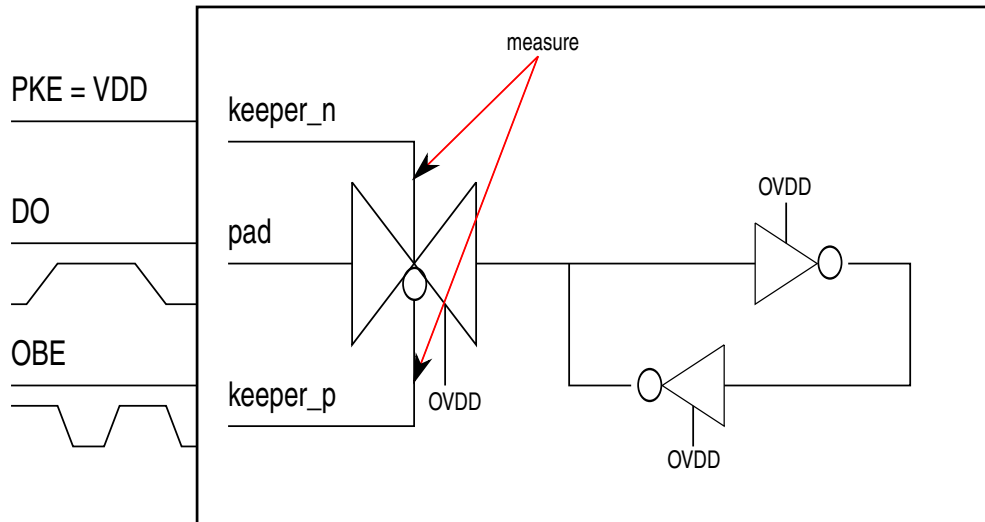 measure
PKE = VDD
keeper_n
OVDD
DO
pad
OBE
keeper_p
OVDD
OVDD